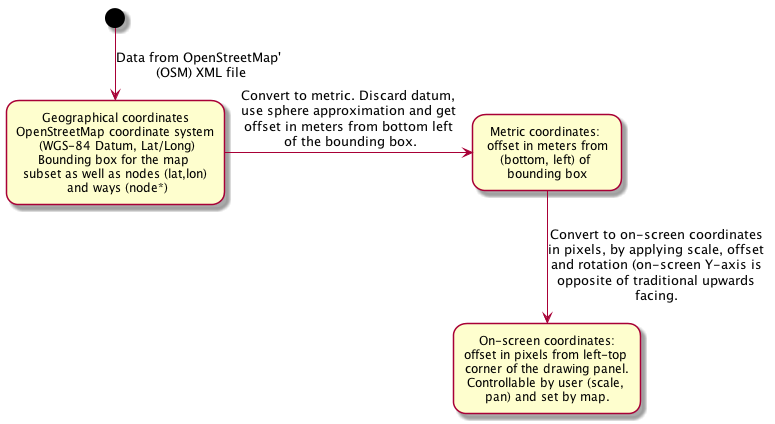 Data from OpenStreetMap'
(OSM) XML file
Geographical coordinates
OpenStreetMap coordinate system
(WGS-84 Datum, Lat/Long)
Bounding box for the map
subset as well as nodes (lat,lon)
and ways (node*)
Convert to metric. Discard datum,
use sphere approximation and get
offset in meters from bottom left
of the bounding box.
Metric coordinates:
offset in meters from
(bottom, left) of
bounding box
Convert to on-screen coordinates
in pixels, by applying scale, offset
and rotation (on-screen Y-axis is
opposite of traditional upwards
facing.
On-screen coordinates:
offset in pixels from left-top
corner of the drawing panel.
Controllable by user (scale,
pan) and set by map.